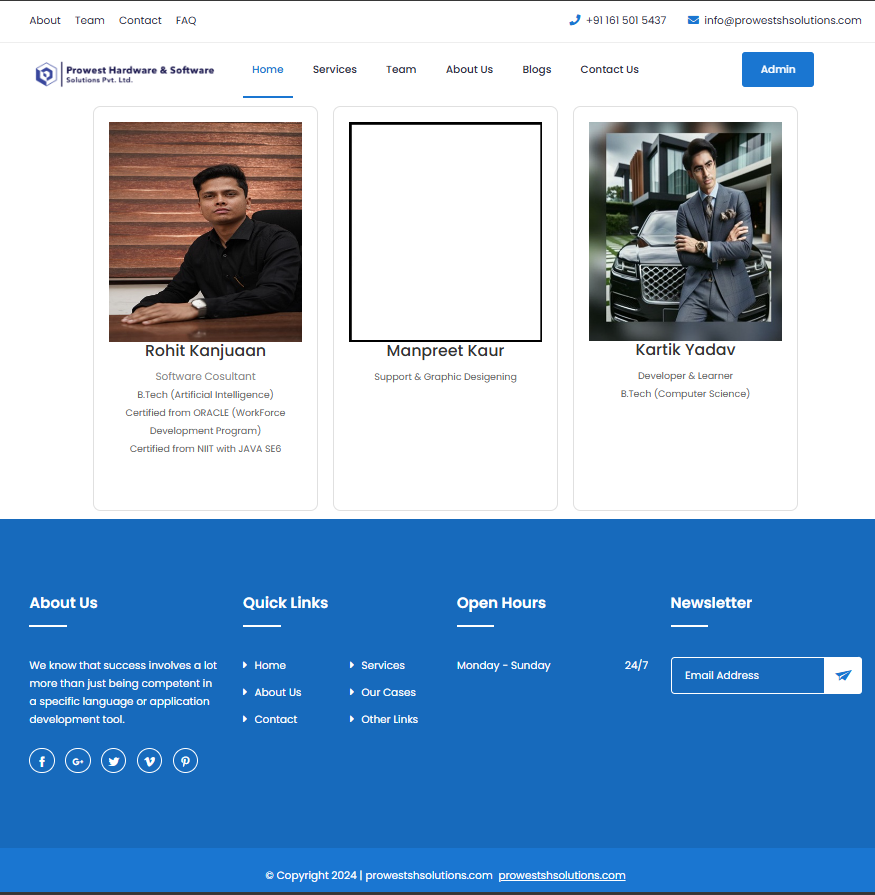 About Team Contact FAQ +91 161 501 5437 info@prowestshsolutions.com
Prowest Hardware & Software
Solutions Pvt. Ltd.
Home Services Team About Us Blogs Contact Us Admin
Rohit Kanjuaan
Software Cosultant
B.Tech (Artificial Intelligence)
Certified from ORACLE (WorkForce
Development Program)
Certified from NIIT with JAVA SE6
Manpreet Kaur
Support & Graphic Desigening
Kartik Yadav
Developer & Learner
B.Tech (Computer Science)
About Us
We know that success involves a lot
more than just being competent in
a specific language or application
development tool.
Quick Links
Home Services
About Us Our Cases
Contact Other Links
Open Hours
Monday - Sunday 24/7
Newsletter
Email Address
© Copyright 2024 | prowestshsolutions.com prowestshsolutions.com